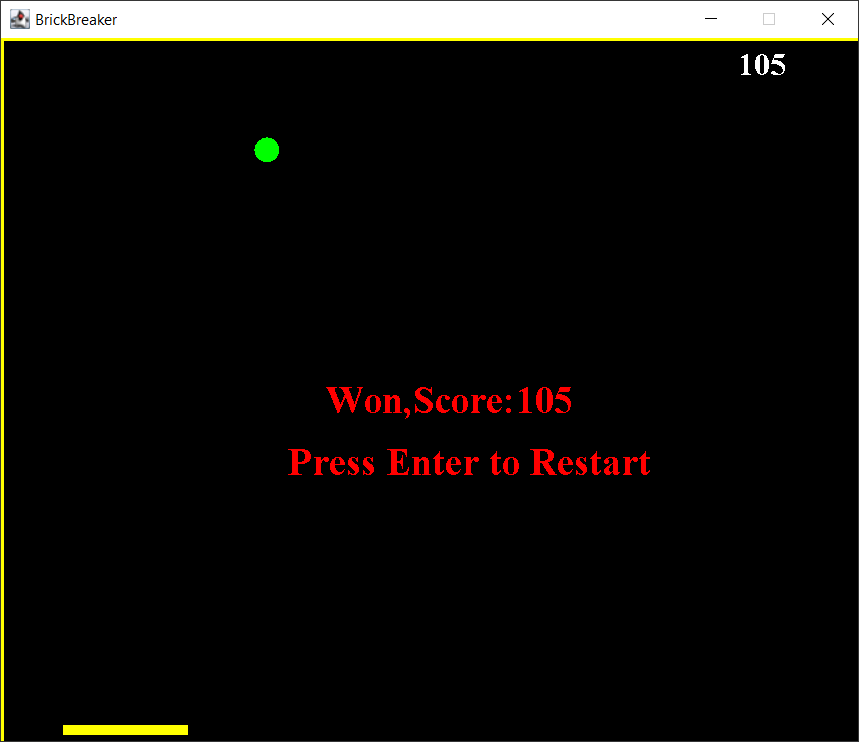 BrickBreaker
105
Won,Score:105
Press Enter to Restart